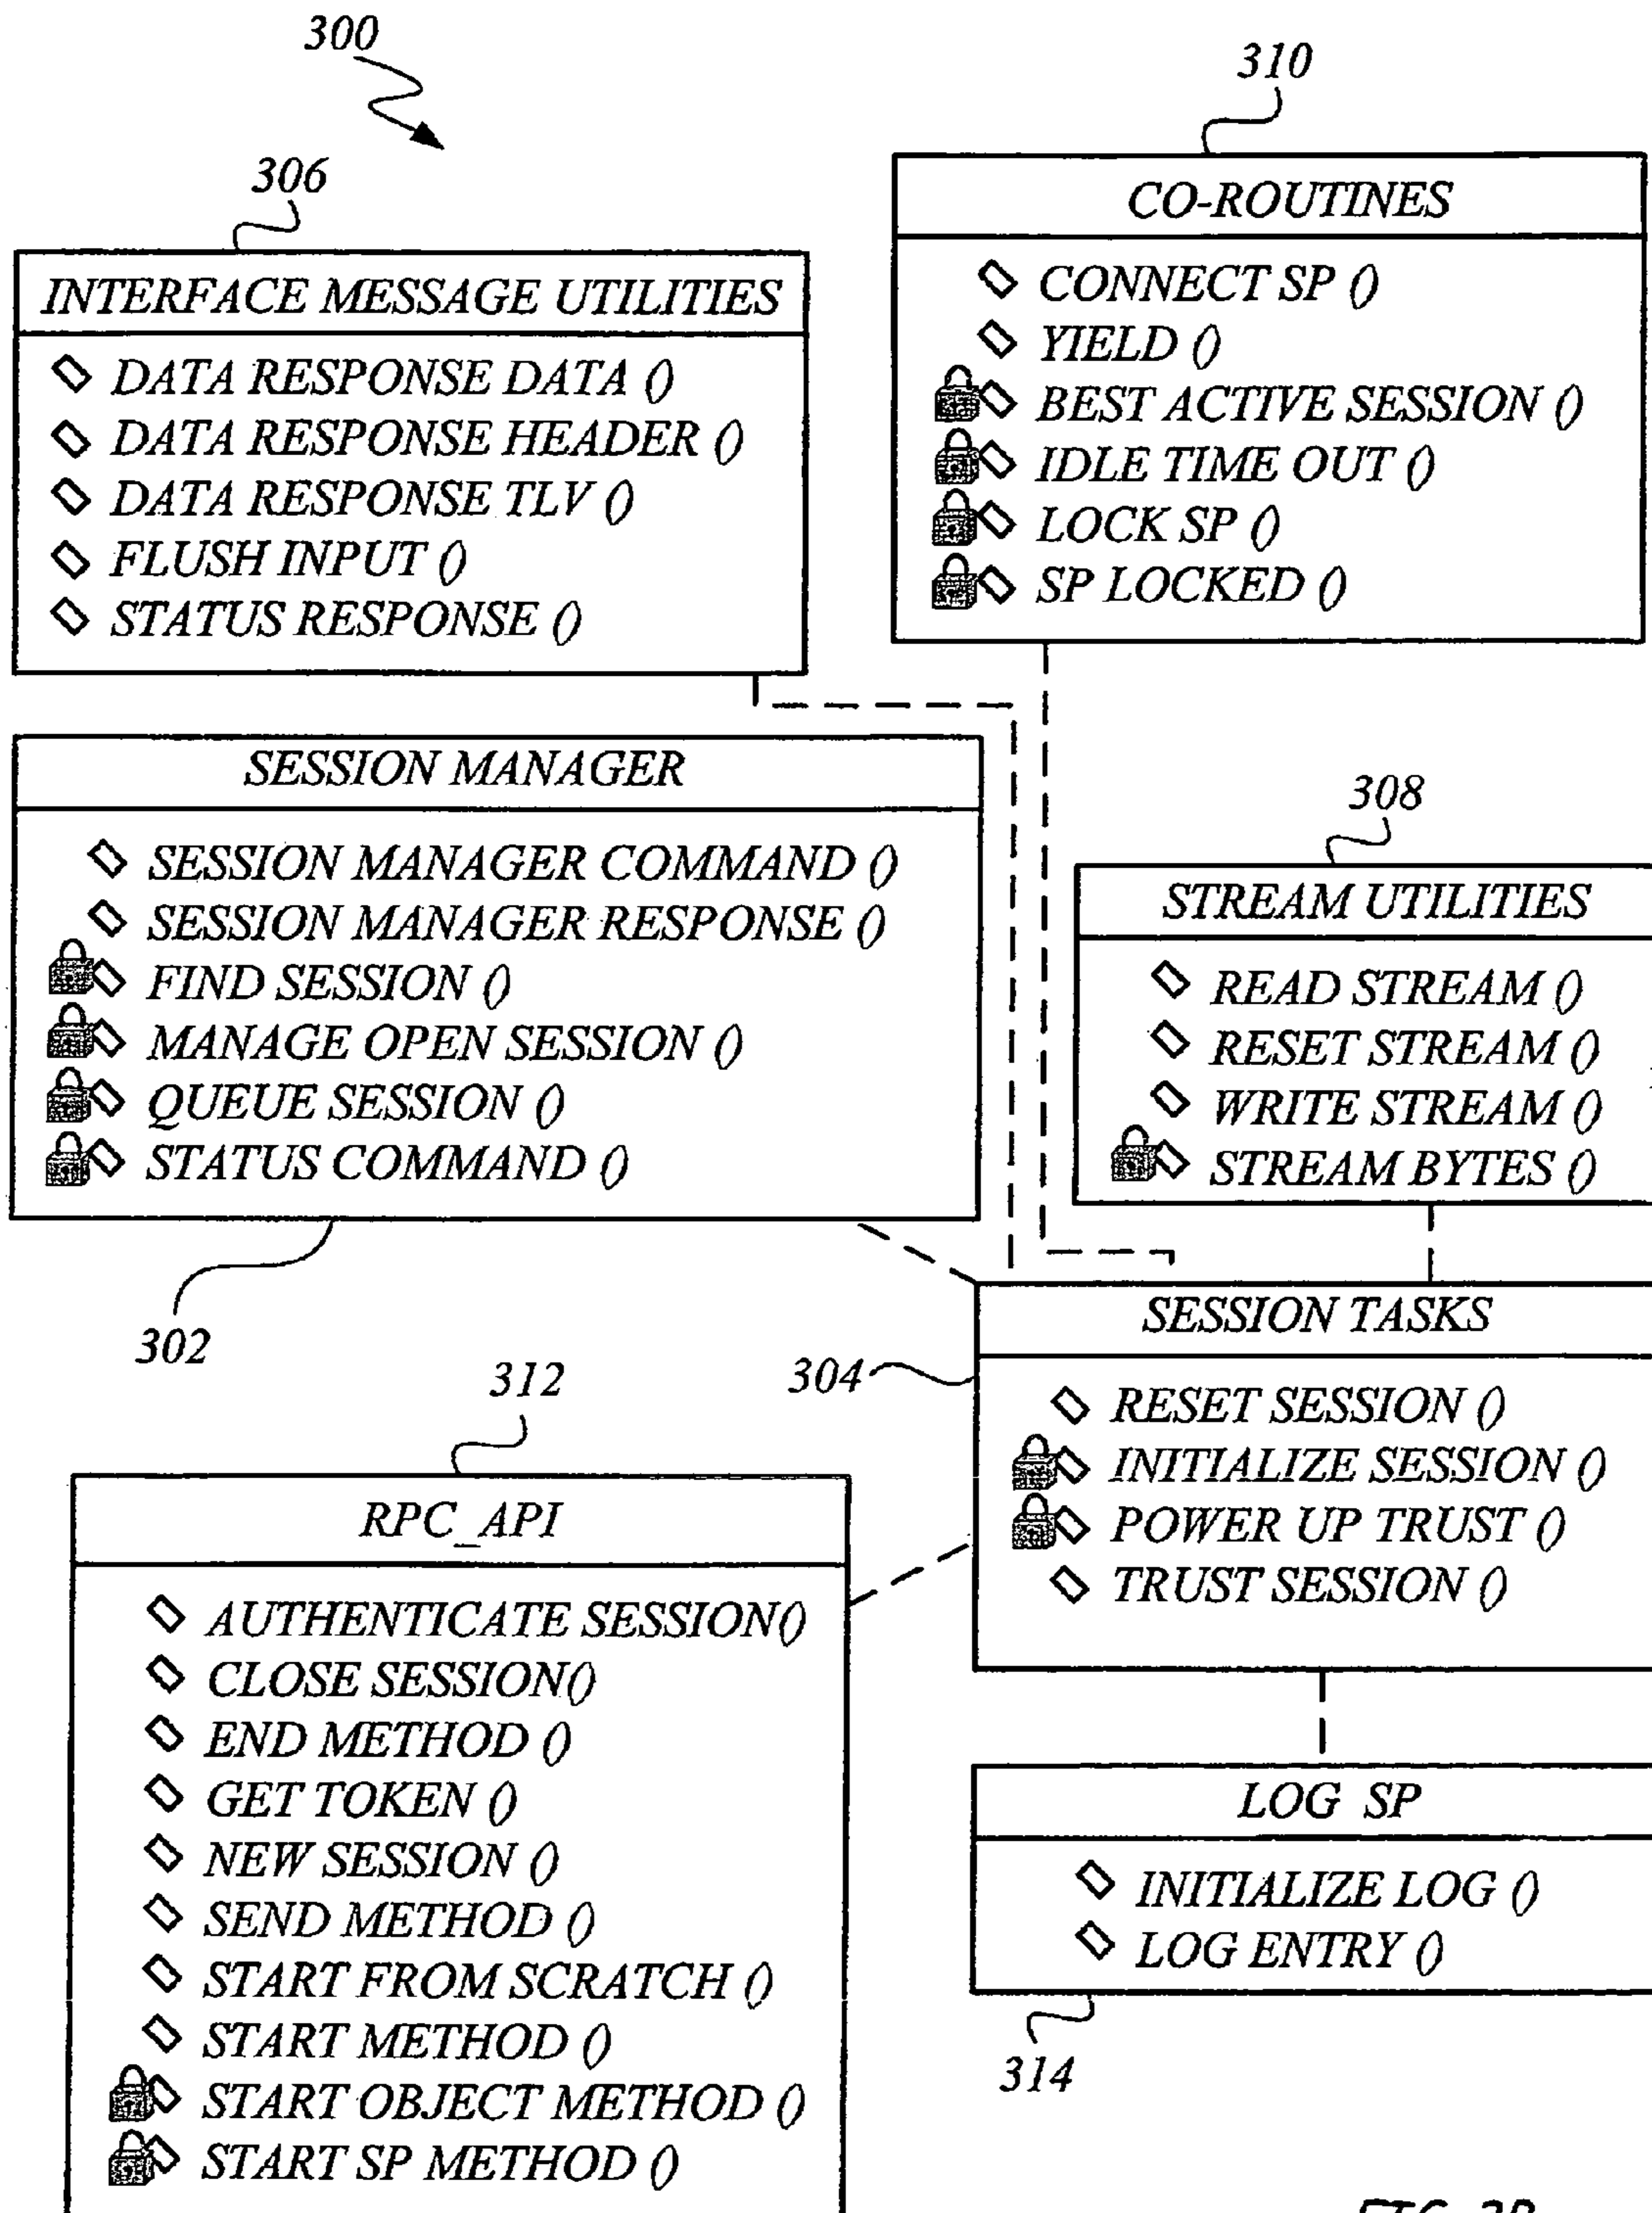 300
310
306
CO-ROUTINES
CONNECT SP ()
YIELD ()
BEST ACTIVE SESSION ()
IDLE TIME OUT ()
LOCK SP ()
SP LOCKED ()
INTERFACE MESSAGE UTILITIES
DATA RESPONSE DATA ()
DATA RESPONSE HEADER ()
DATA RESPONSE TLV ()
FLUSH INPUT ()
STATUS RESPONSE ()
SESSION MANAGER
SESSION MANAGER COMMAND ()
SESSION MANAGER RESPONSE ()
FIND SESSION ()
MANAGE OPEN SESSION ()
QUEUE SESSION ()
STATUS COMMAND ()
302
308
STREAM UTILITIES
READ STREAM ()
RESET STREAM ()
WRITE STREAM ()
STREAM BYTES ()
304
SESSION TASKS
RESET SESSION ()
INITIALIZE SESSION ()
POWER UP TRUST ()
TRUST SESSION ()
312
RPC_API
AUTHENTICATE SESSION()
CLOSE SESSION()
END METHOD ()
GET TOKEN ()
NEW SESSION ()
SEND METHOD ()
START FROM SCRATCH ()
START METHOD ()
START OBJECT METHOD ()
START SP METHOD ()
LOG SP
INITIALIZE LOG ()
LOG ENTRY ()
314